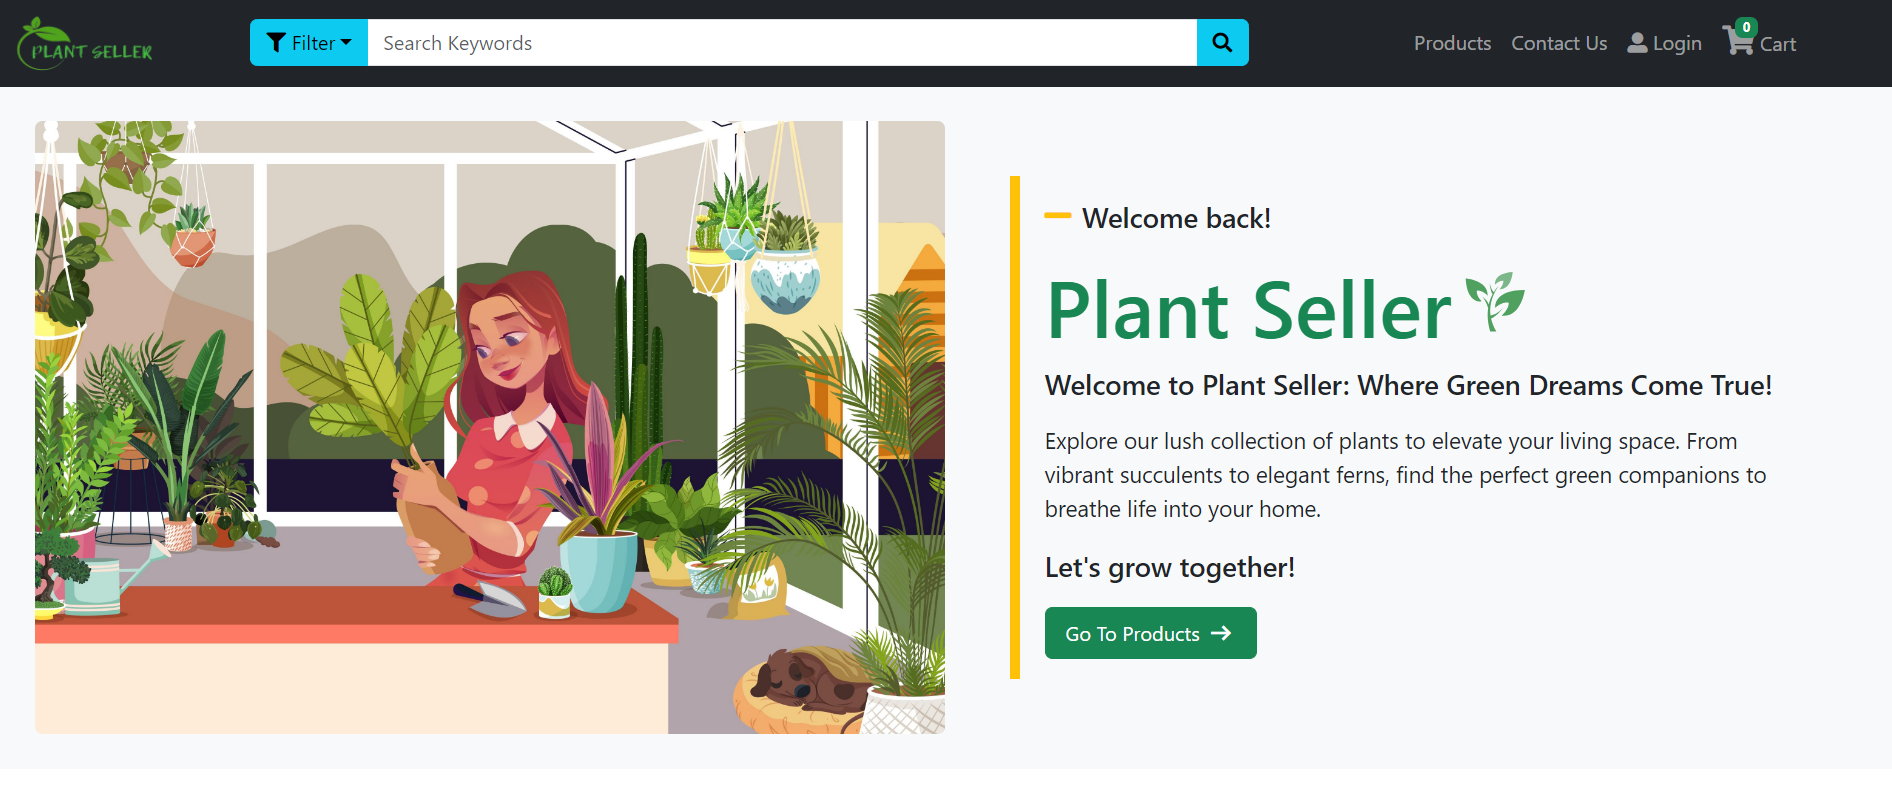 PLANT SELLER
Filter
Search Keywords
Products
Contact Us
Login
0
Cart
Welcome back!
Plant Seller
Welcome to Plant Seller: Where Green Dreams Come True!
Explore our lush collection of plants to elevate your living space. From
vibrant succulents to elegant ferns, find the perfect green companions to
breathe life into your home.
Let's grow together!
Go To Products